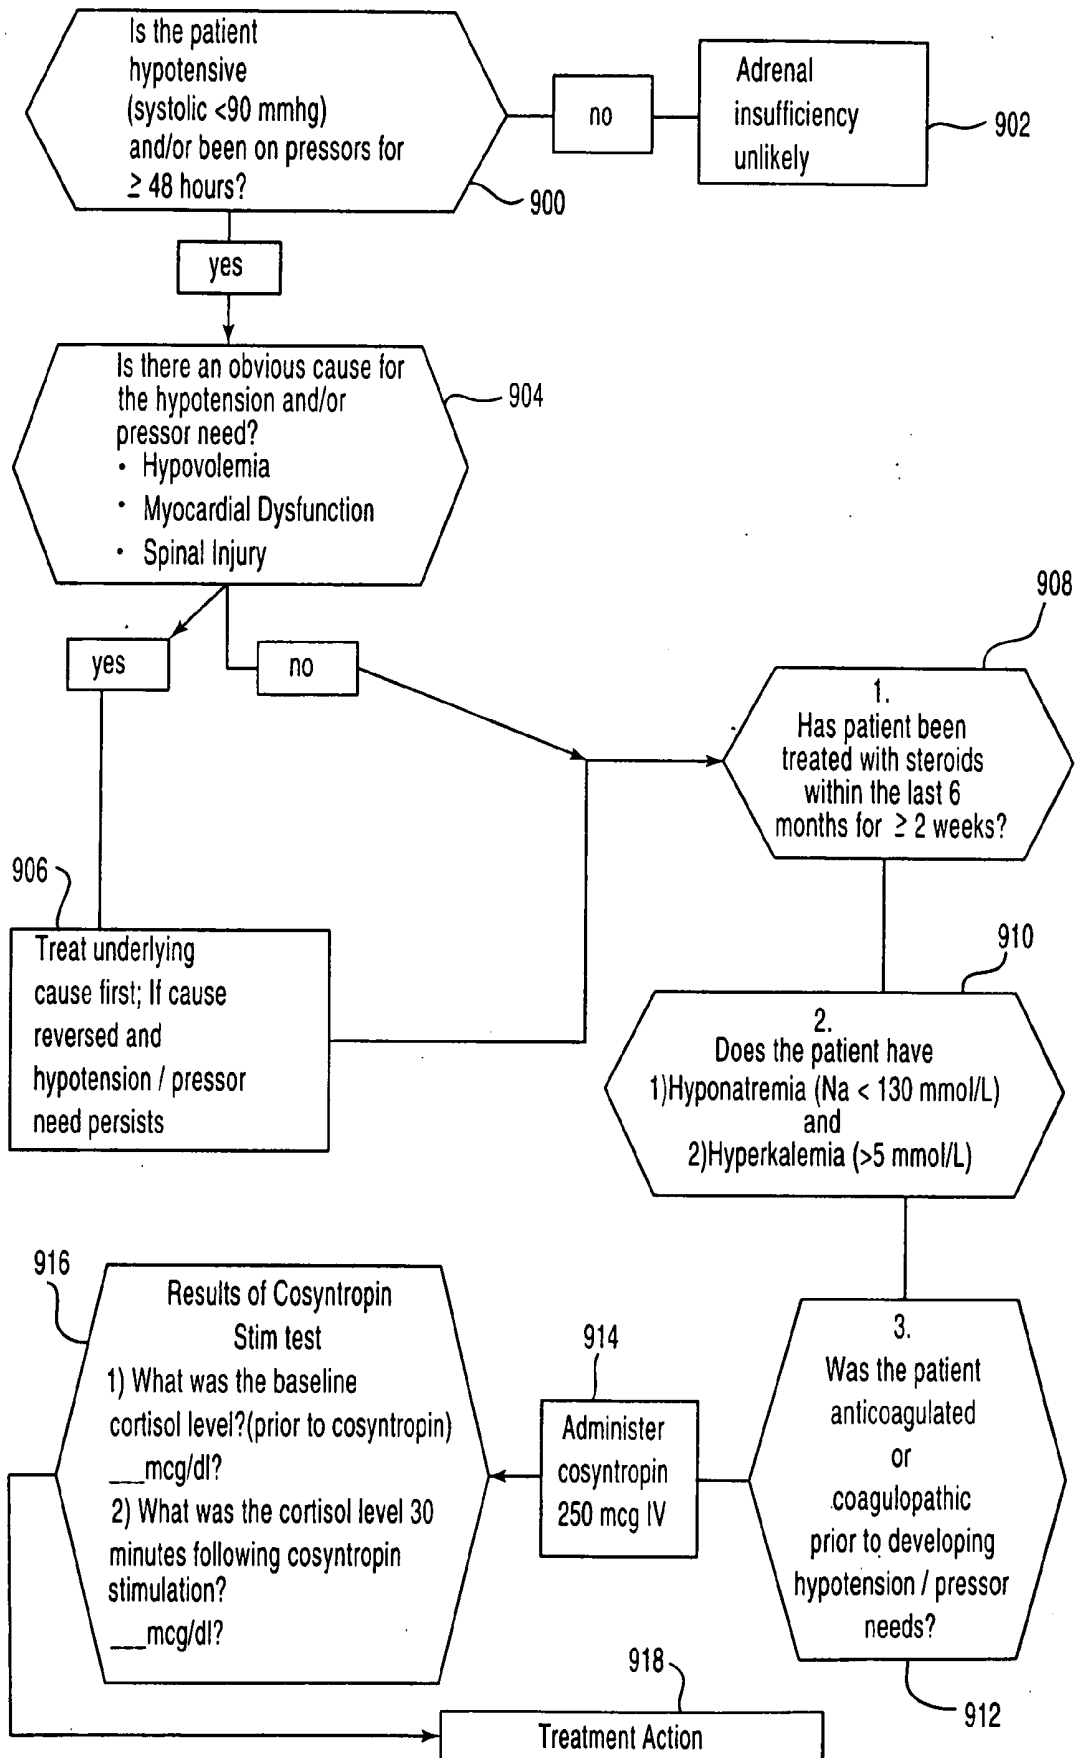 Is the patient
hypotensive
(systolic <90 mmhg)
and/or been on pressors for
≥ 48 hours?
900
no
Adrenal
insufficiency
unlikely
902
yes
Is there an obvious cause for
the hypotension and/or
pressor need?
• Hypovolemia
• Myocardial Dysfunction
• Spinal Injury
904
yes
no
908
1.
Has patient been
treated with steroids
within the last 6
months for ≥ 2 weeks?
906
Treat underlying
cause first; If cause
reversed and
hypotension / pressor
need persists
910
2.
Does the patient have
1)Hyponatremia (Na < 130 mmol/L)
and
2)Hyperkalemia (>5 mmol/L)
3.
Was the patient
anticoagulated
or
coagulopathic
prior to developing
hypotension / pressor
needs?
912
914
Administer
cosyntropin
250 mcg IV
916
Results of Cosyntropin
Stim test
1) What was the baseline
cortisol level?(prior to cosyntropin)
___mcg/dl?
2) What was the cortisol level 30
minutes following cosyntropin
stimulation?
___mcg/dl?
918
Treatment Action